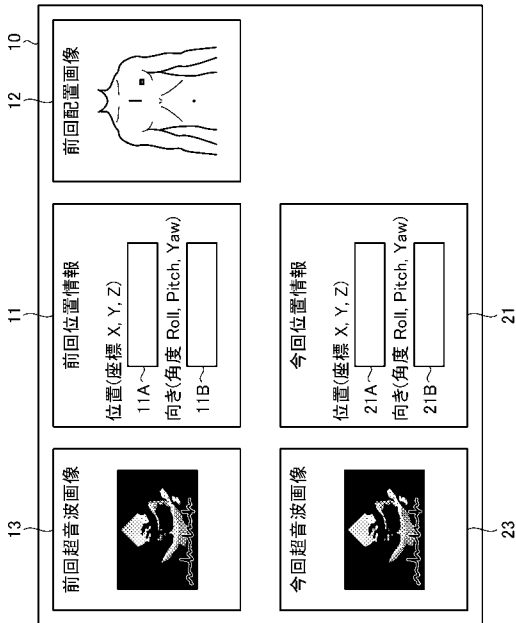 13
11
12
10
前回超音波画像
前回位置情報
位置(座標 X, Y, Z)
11A
向き(角度 Roll, Pitch, Yaw)
11B
前回配置画像
今回超音波画像
今回位置情報
位置(座標 X, Y, Z)
21A
向き(角度 Roll, Pitch, Yaw)
21B
23
21